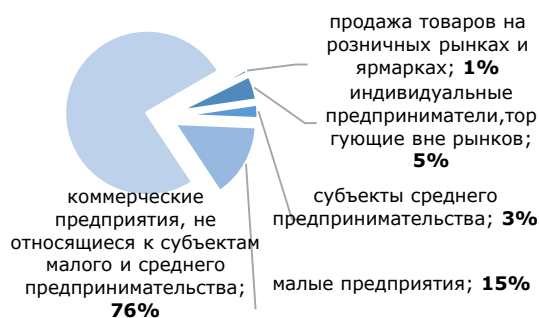 продажа товаров на
розничных рынках и
ярмарках; 1%
индивидуальные
предприниматели,тор
гующие вне рынков;
5%
субъекты среднего
предпринимательства; 3%
малые предприятия; 15%
коммерческие
предприятия, не
относящиеся к субъектам
малого и среднего
предпринимательства;
76%